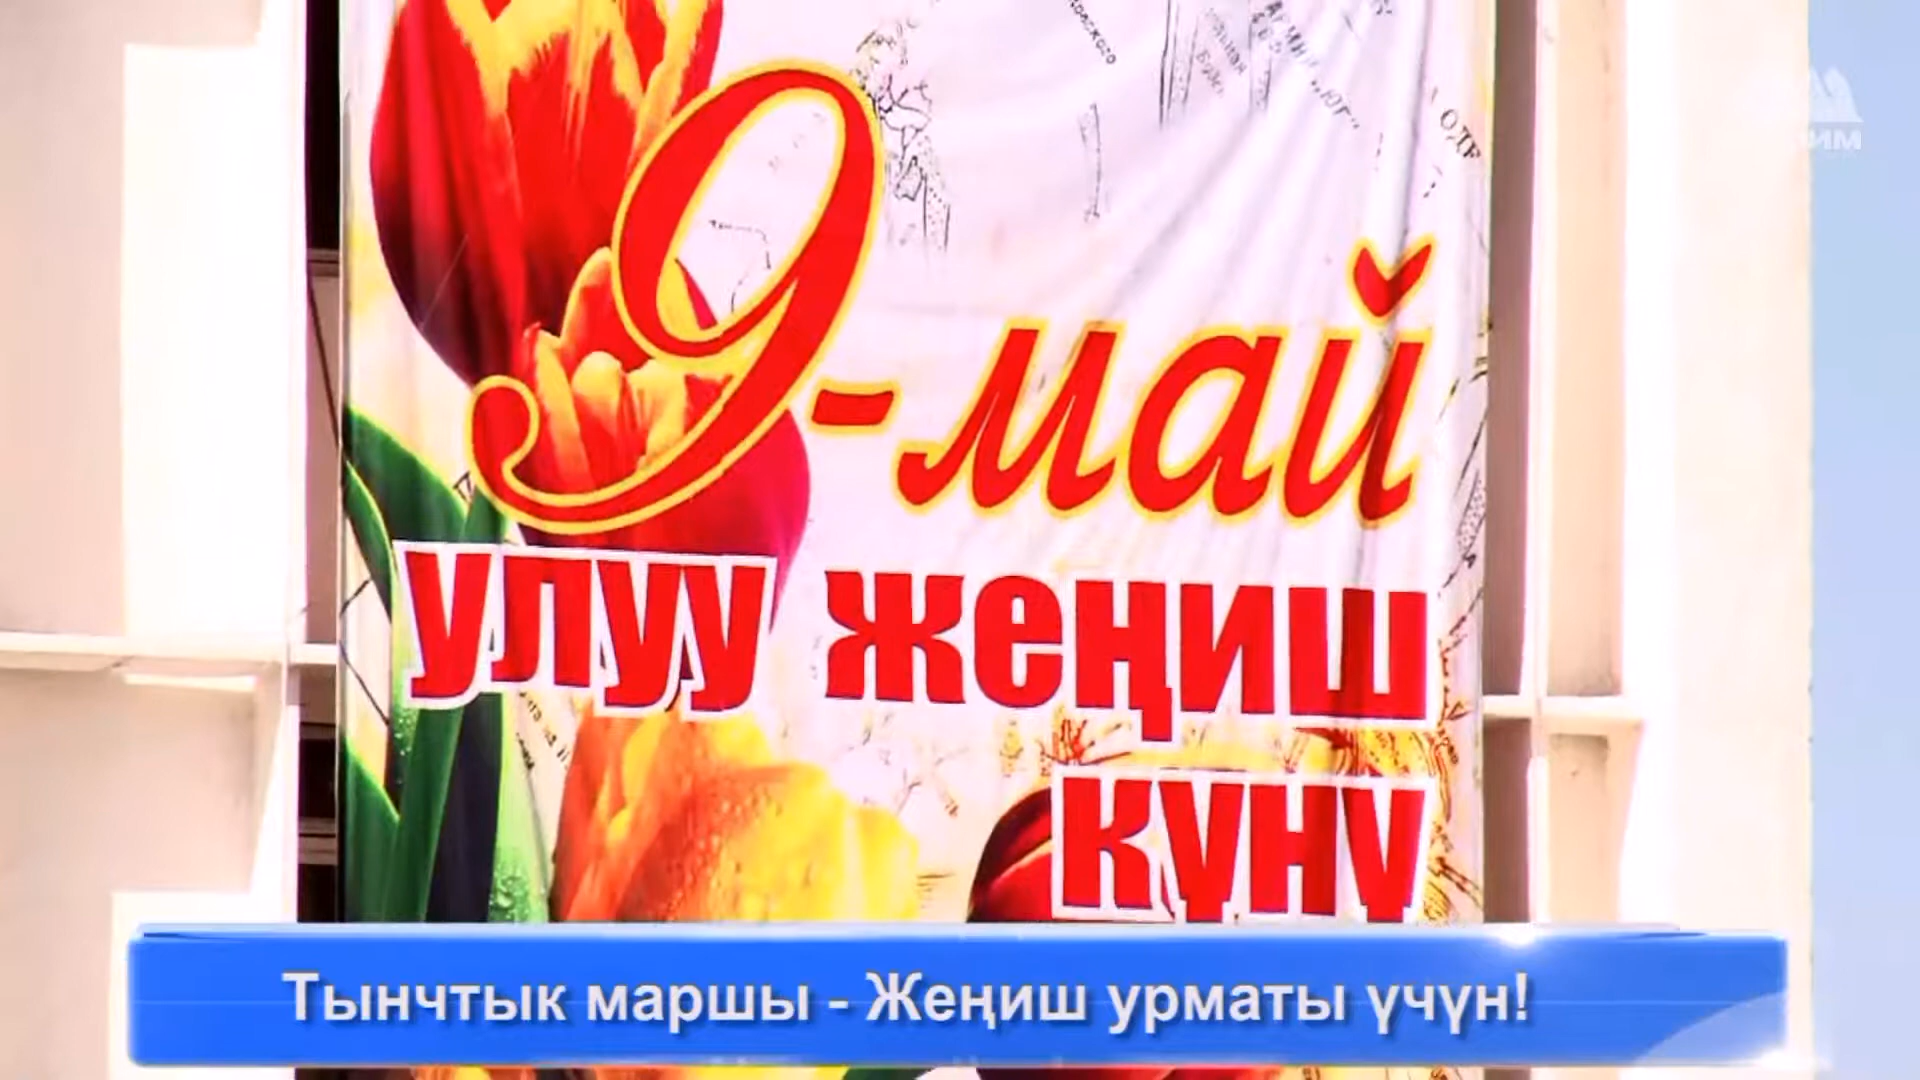 9-май
улуу жеңиш
күнү
Тынчтык маршы - Жеңиш урматы үчүн!